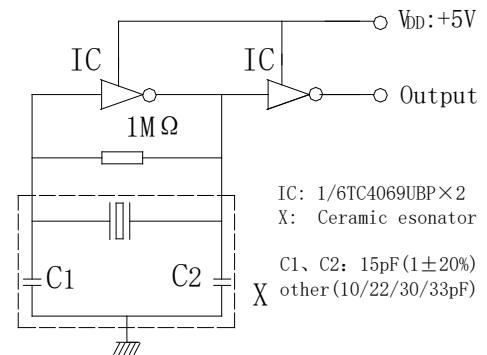 VDD:+5V
IC
IC
Output
1MΩ
IC: 1/6TC4069UBP×2
X: Ceramic esonator
C1
C2
C1、C2: 15pF(1±20%)
X
other(10/22/30/33pF)